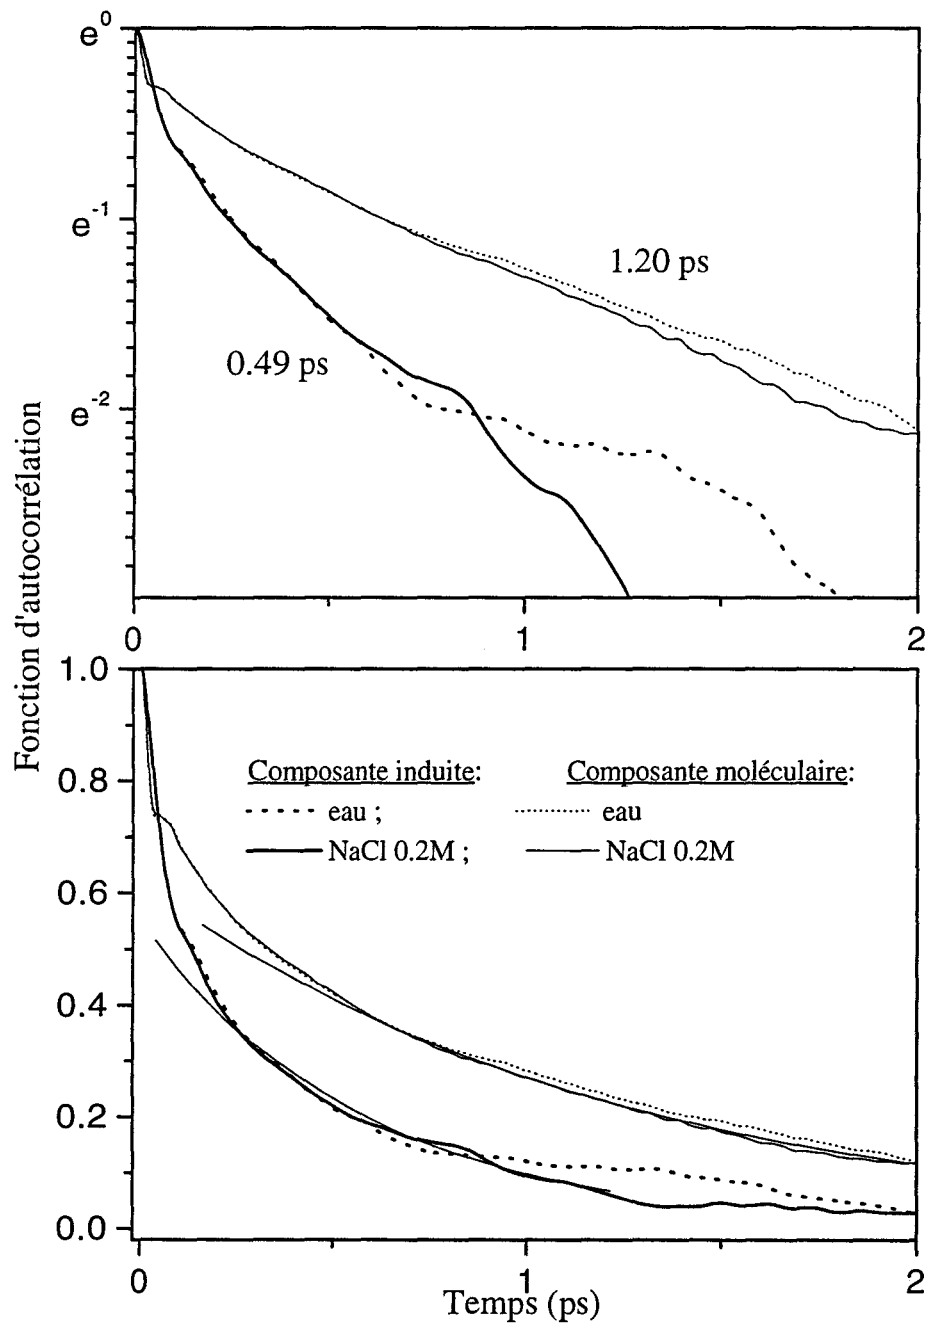 e0
e-1
e-2
1.20 ps
0.49 ps
0 1 2
Fonction d'autocorrélation
1.0
0.8
0.6
0.4
0.2
0.0
Composante induite: Composante moléculaire:
eau ; eau
NaCl 0.2M ; NaCl 0.2M
0 1 2
Temps (ps)